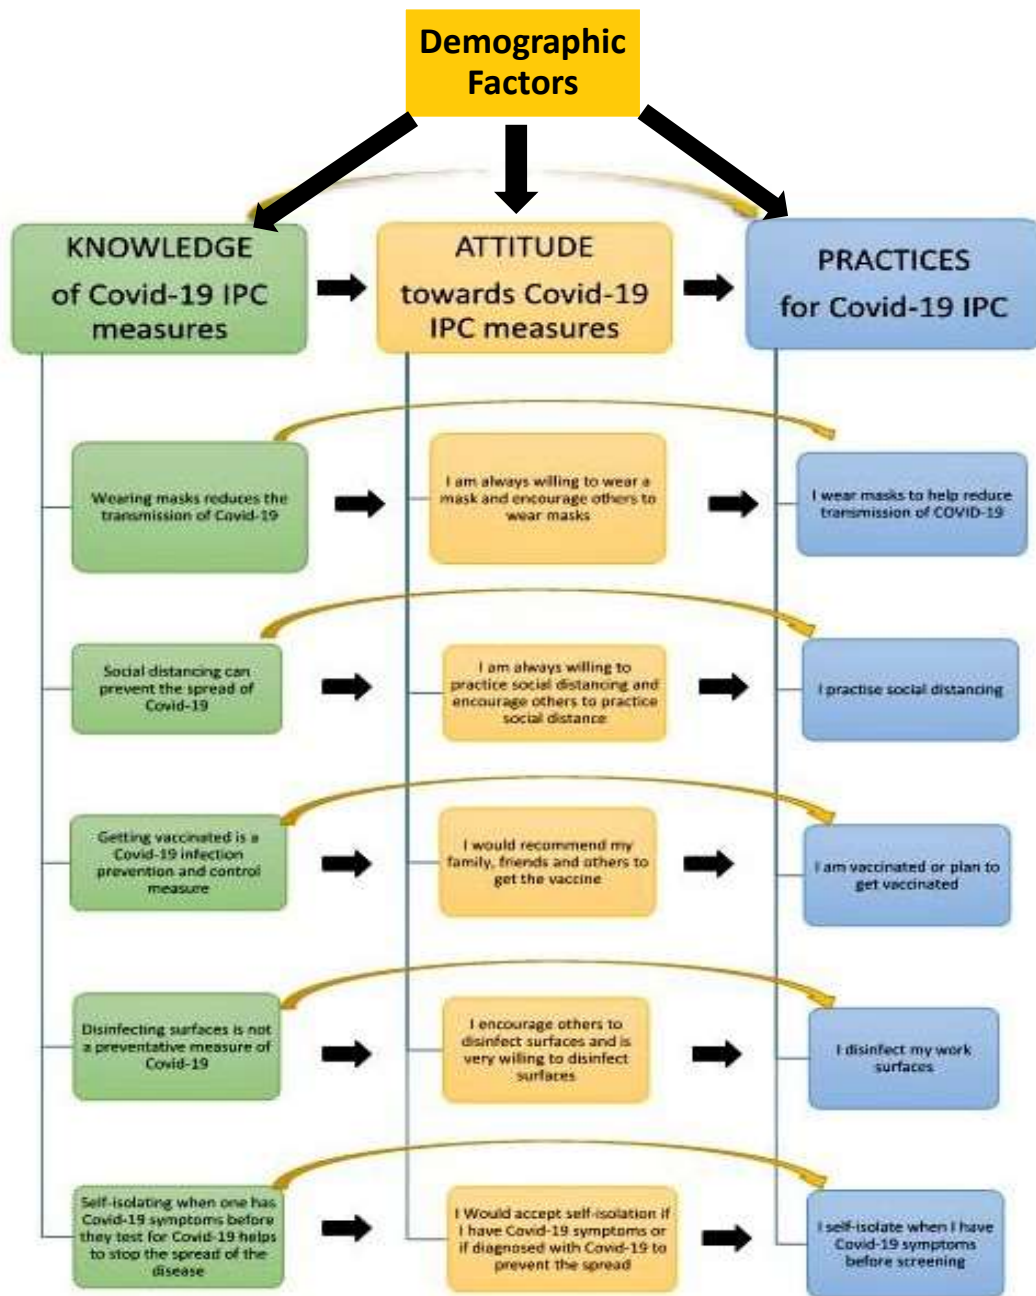 Demographic
Factors
KNOWLEDGE
of Covid-19 IPC
measures
ATTITUDE
towards Covid-19
IPC measures
PRACTICES
for Covid-19 IPC
Wearing masks reduces the
transmission of Covid-19
I am always willing to wear a
mask and encourage others to
wear masks
I wear masks to help reduce
transmission of COVID-19
Social distancing can
prevent the spread of
Covid-19
I am always willing to
practice social distancing and
encourage others to practice
social distance
I practise social distancing
Getting vaccinated is a
Covid-19 infection
prevention and control
measure
I would recommend my
family, friends and others to
get the vaccine
I am vaccinated or plan to
get vaccinated
Disinfecting surfaces is not
a preventative measure of
Covid-19
I encourage others to
disinfect surfaces and is
very willing to disinfect
surfaces
I disinfect my work
surfaces
Self-isolating when one has
Covid-19 symptoms before
they test for Covid-19 helps
to stop the spread of the
disease
I Would accept self-isolation if
I have Covid-19 symptoms or
if diagnosed with Covid-19 to
prevent the spread
I self-isolate when I have
Covid-19 symptoms
before screening